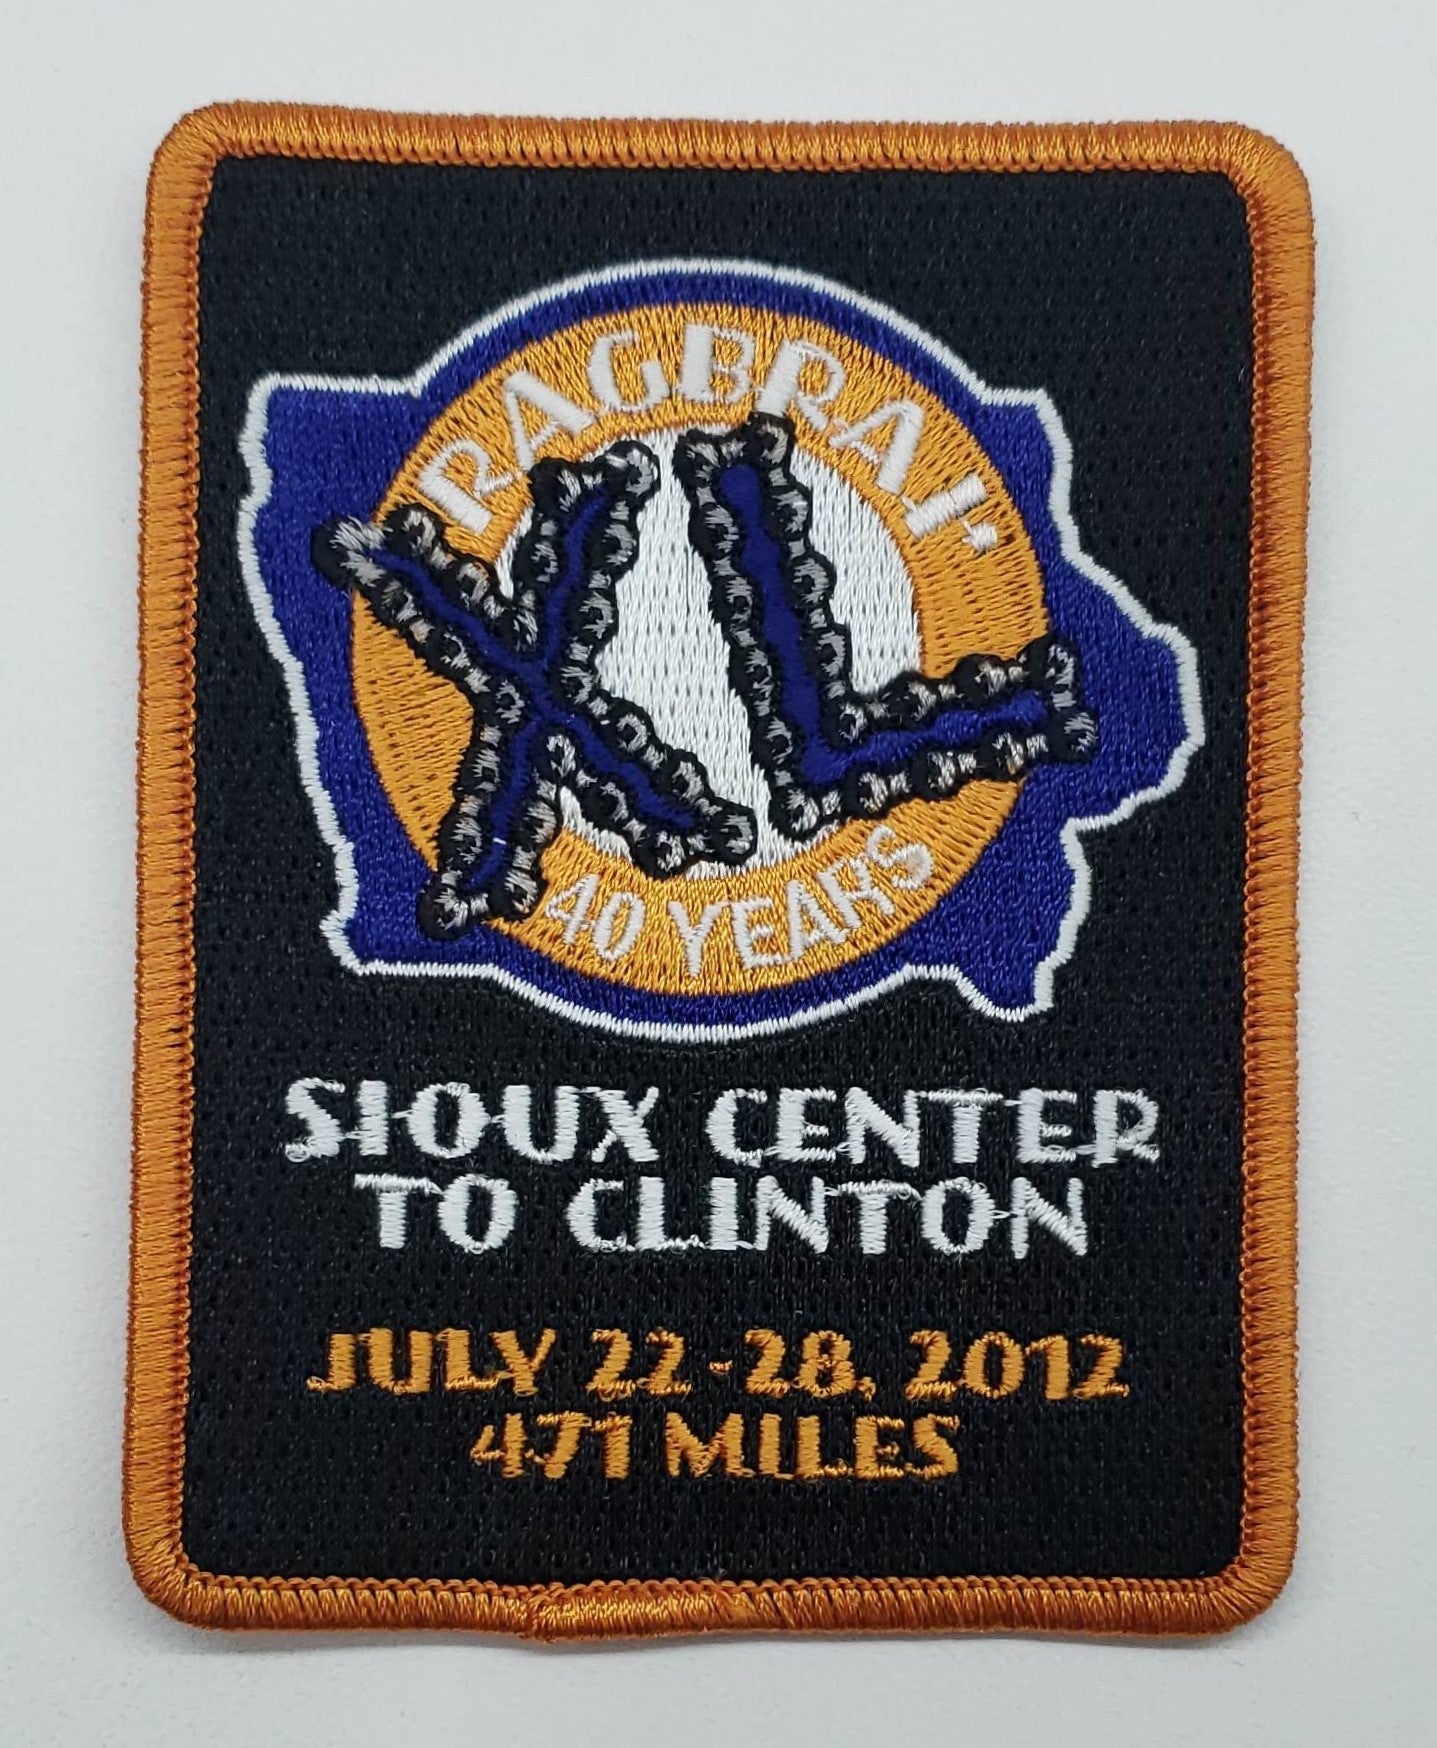 RAGBRAI
XL
40 YEARS
SIOUX CENTER
TO CLINTON
JULY 22-28, 2012
471 MILES